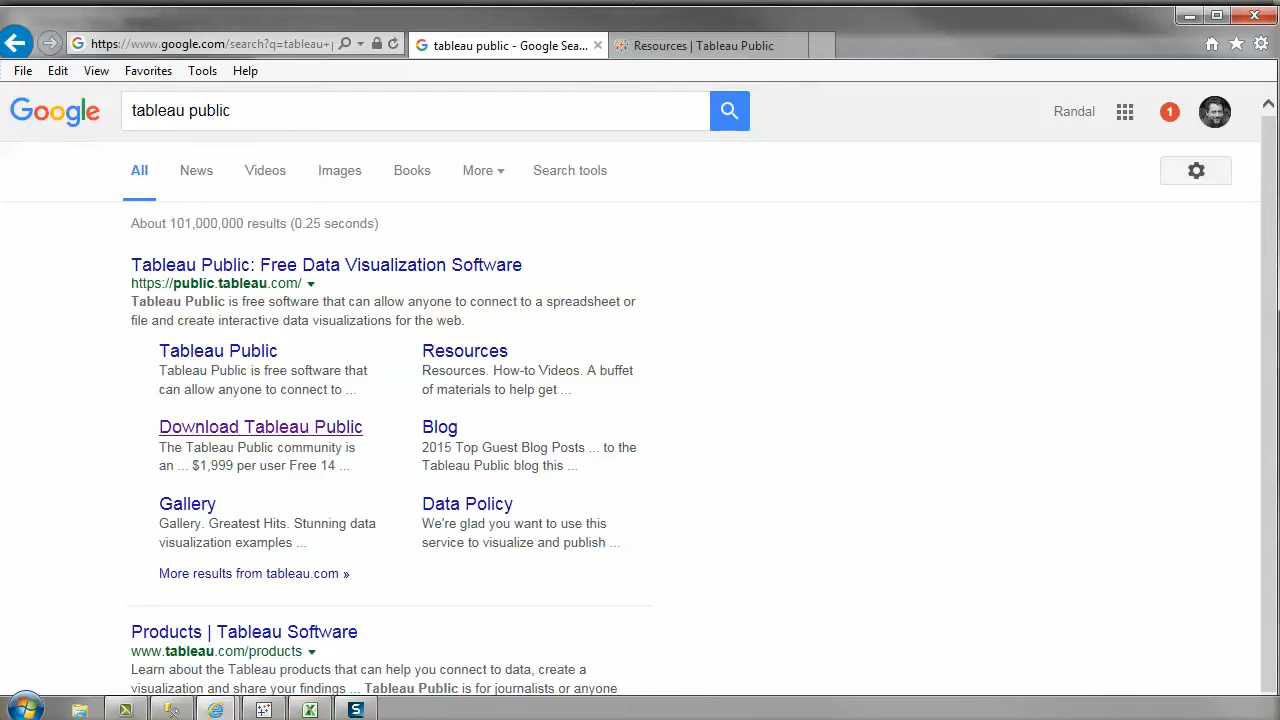 https://www.google.com/search?q=tableau+p
tableau public - Google Sea...
Resources | Tableau Public
File Edit View Favorites Tools Help
Google
tableau public
Randal
1
All News Videos Images Books More Search tools
About 101,000,000 results (0.25 seconds)
Tableau Public: Free Data Visualization Software
https://public.tableau.com/
Tableau Public is free software that can allow anyone to connect to a spreadsheet or
file and create interactive data visualizations for the web.
Tableau Public
Tableau Public is free software that
can allow anyone to connect to ...
Resources
Resources. How-to Videos. A buffet
of materials to help get ...
Download Tableau Public
The Tableau Public community is
an ... $1,999 per user Free 14 ...
Blog
2015 Top Guest Blog Posts ... to the
Tableau Public blog this ...
Gallery
Gallery. Greatest Hits. Stunning data
visualization examples ...
Data Policy
We're glad you want to use this
service to visualize and publish ...
More results from tableau.com »
Products | Tableau Software
www.tableau.com/products
Learn about the Tableau products that can help you connect to data, create a
visualization and share your findings ... Tableau Public is for journalists or anyone